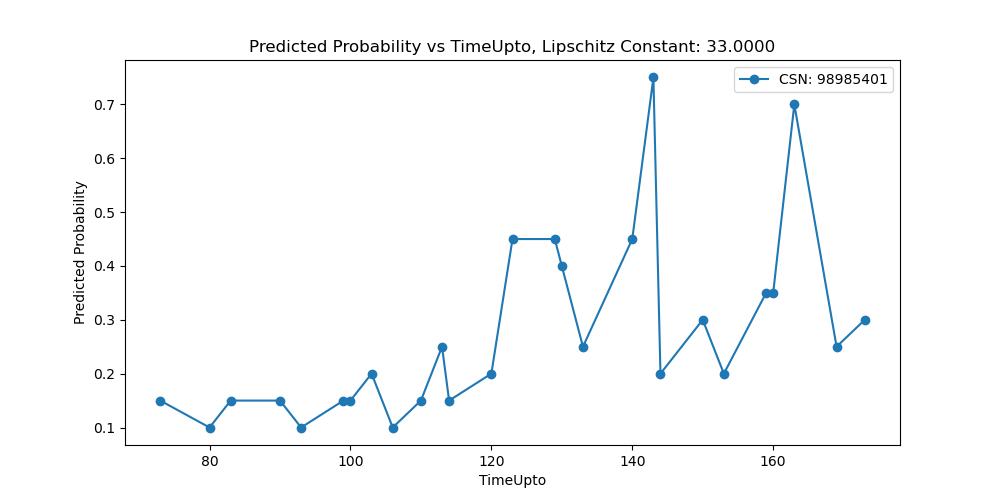 Predicted Probability vs TimeUpto, Lipschitz Constant: 33.0000
CSN: 98985401
Predicted Probability
0.7
0.6
0.5
0.4
0.3
0.2
0.1
80 100 120 140 160
TimeUpto